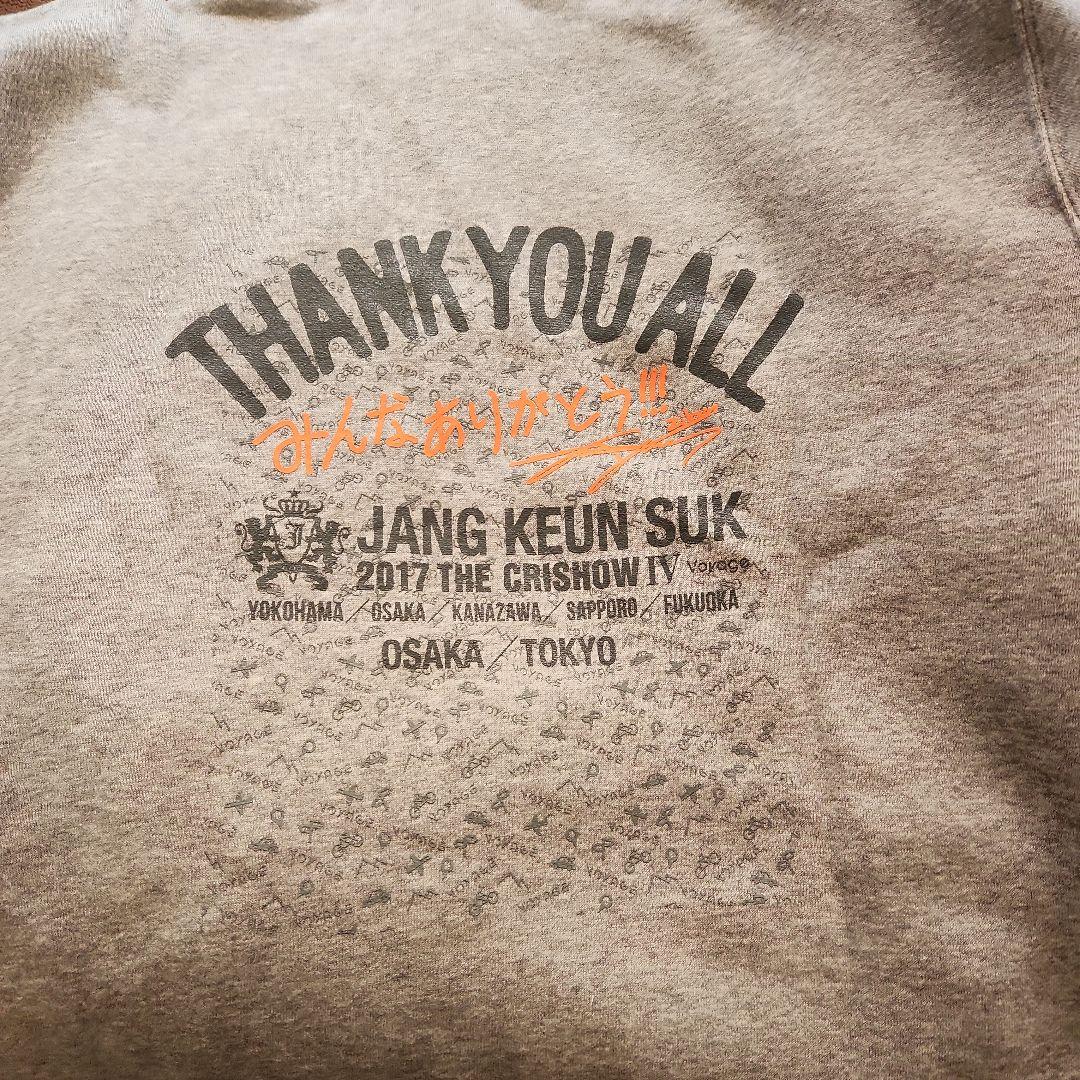 THANK YOU ALL
みんなありがとう!!!
J
JANG KEUN SUK
2017 THE CRISHOW IV Voyage
YOKOHAMA / OSAKA / KANAZAWA / SAPPORO / FUKUOKA
OSAKA / TOKYO